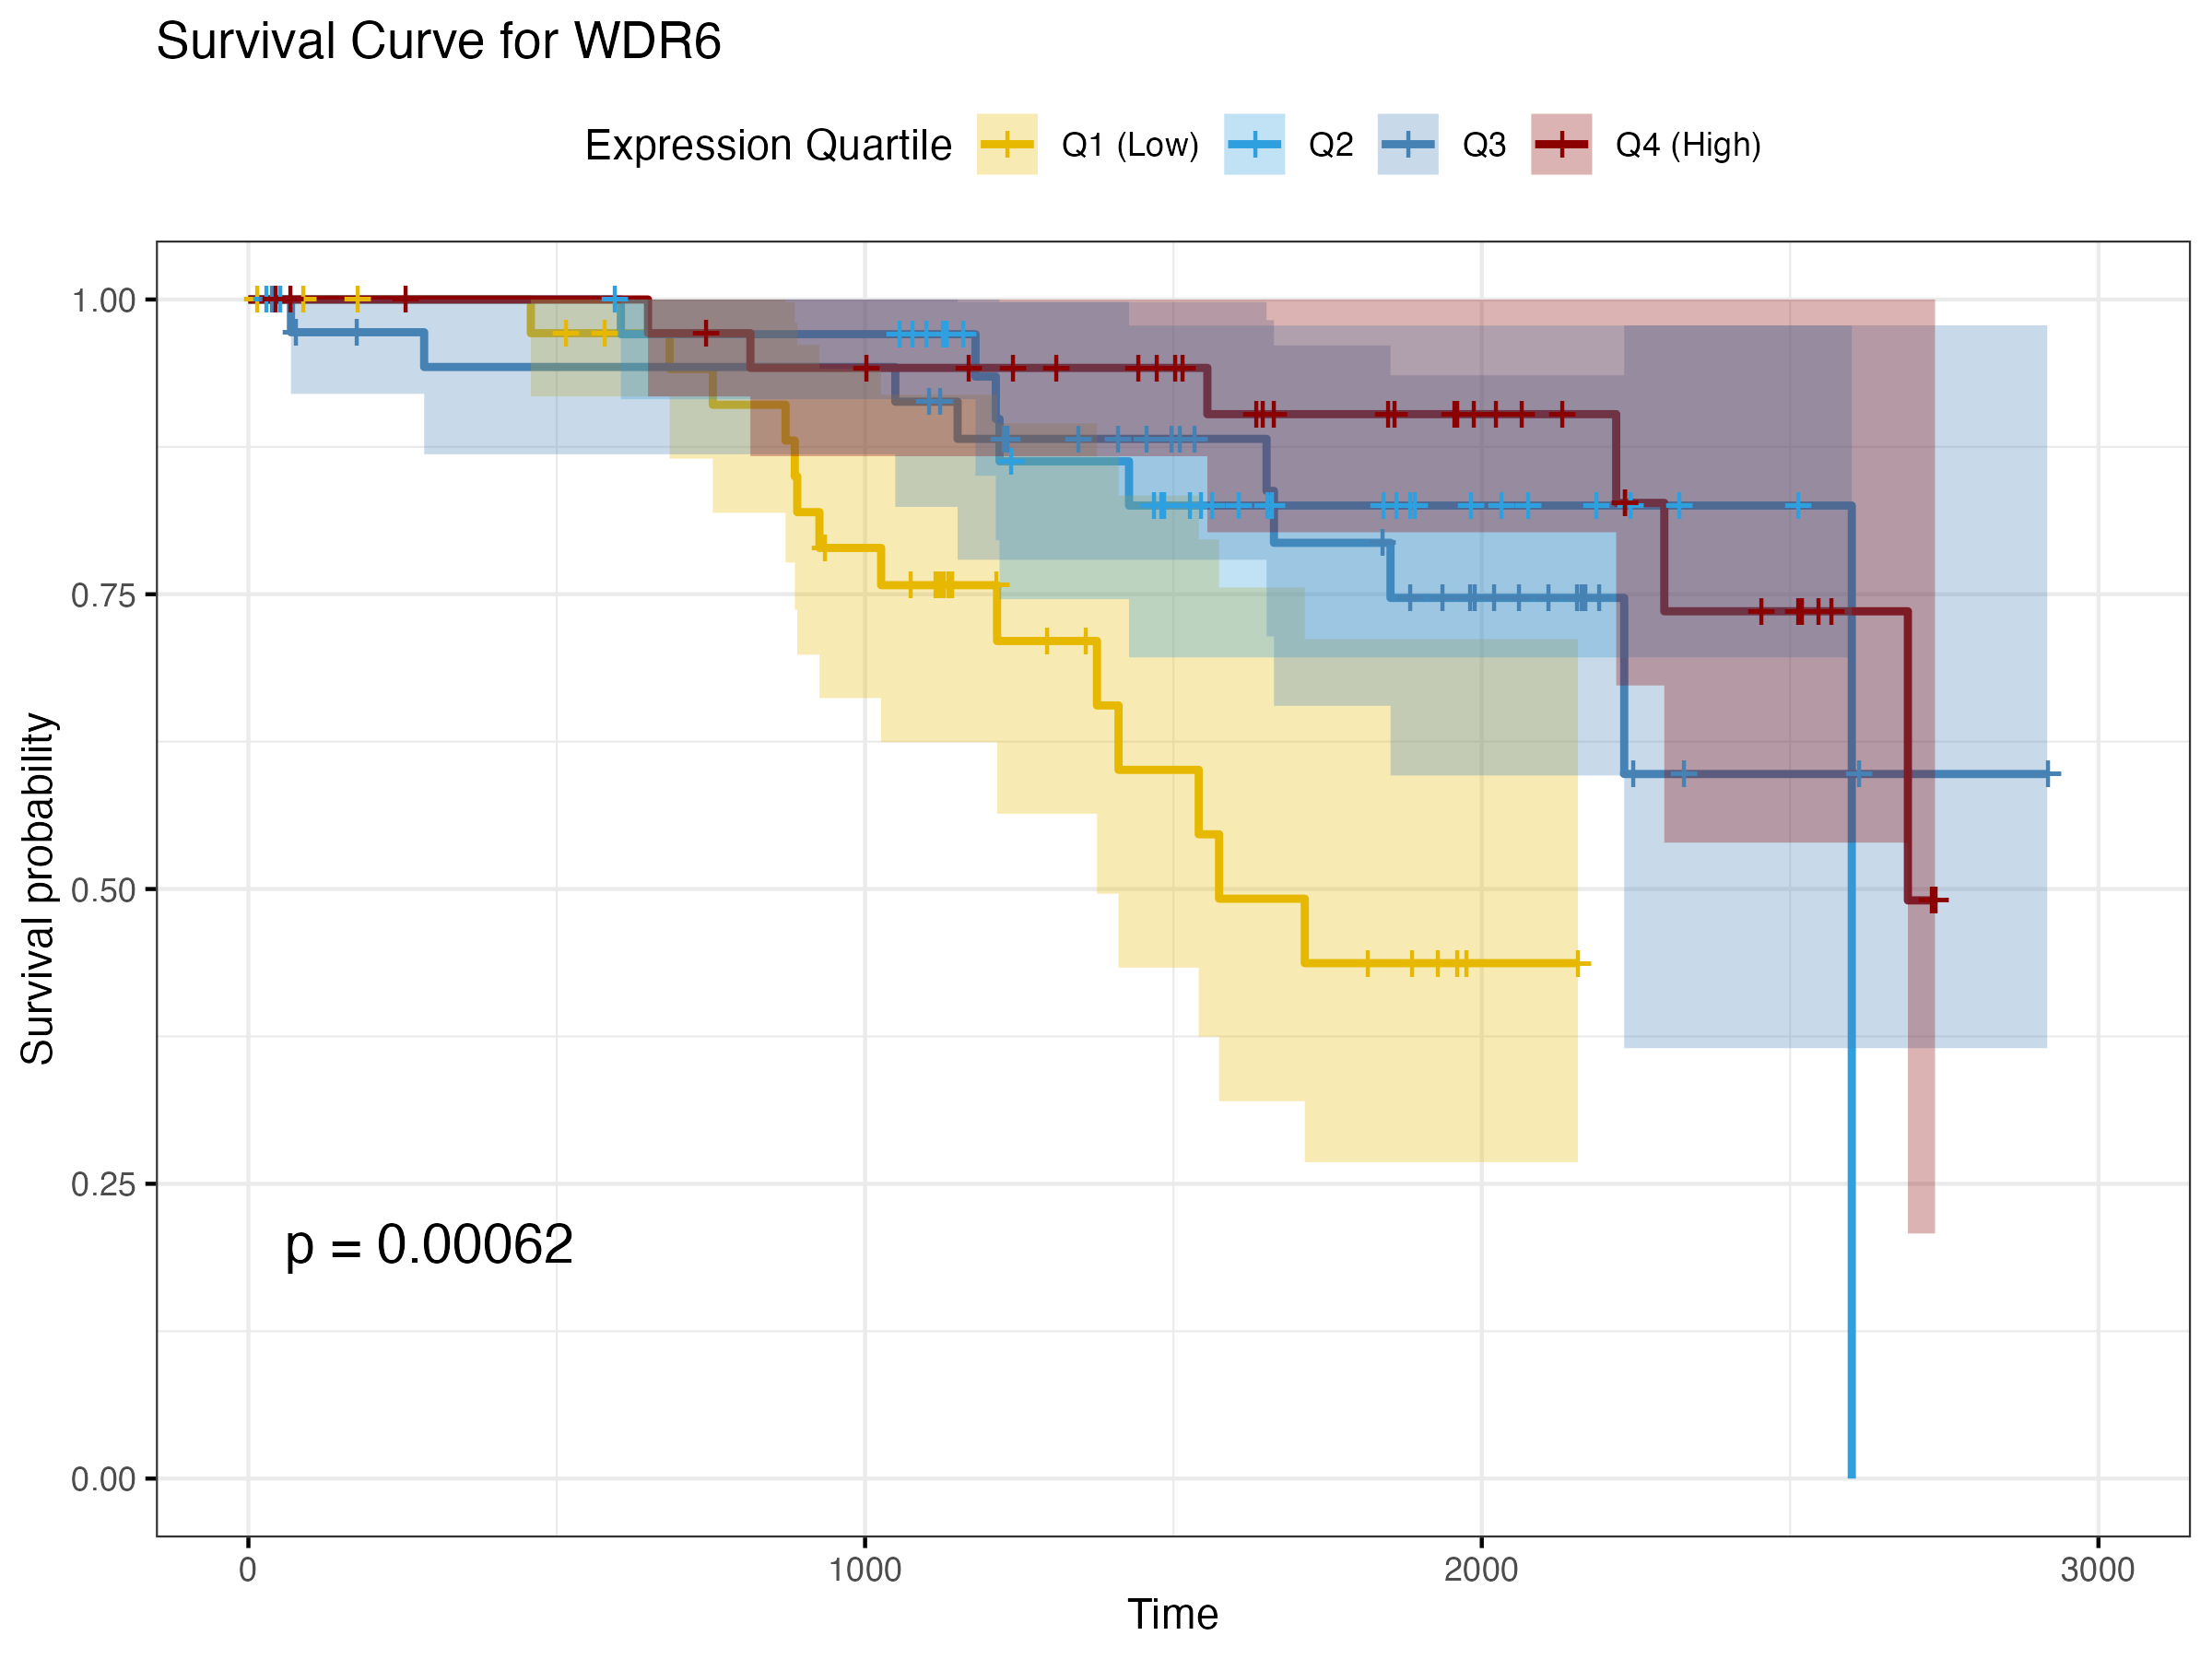 Survival Curve for WDR6
Expression Quartile Q1 (Low) Q2 Q3 Q4 (High)
1.00
0.75
0.50
0.25
0.00
Survival probability
p = 0.00062
0 1000 2000 3000
Time